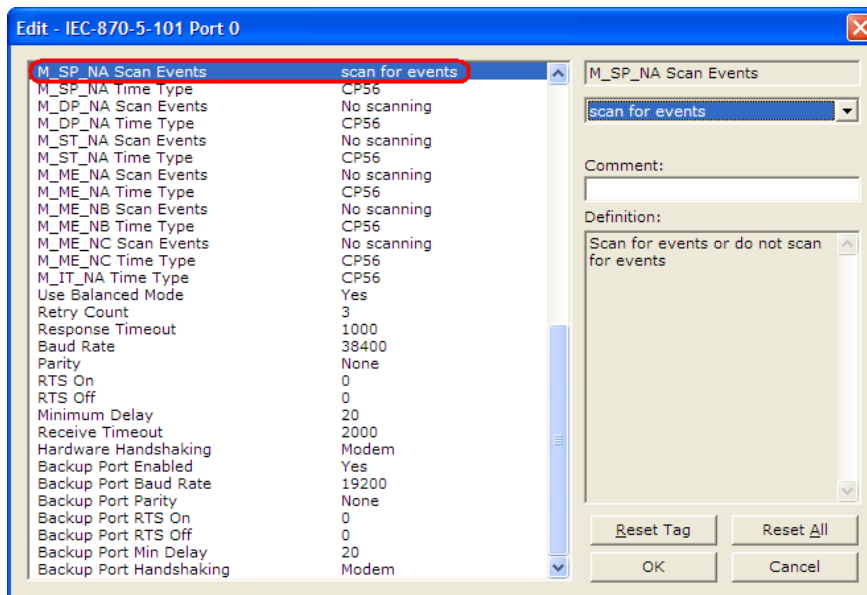 Edit - IEC-870-5-101 Port 0
M_SP_NA Scan Events scan for events
M_SP_NA Time Type CP56
M_DP_NA Scan Events No scanning
M_DP_NA Time Type CP56
M_ST_NA Scan Events No scanning
M_ST_NA Time Type CP56
M_ME_NA Scan Events No scanning
M_ME_NA Time Type CP56
M_ME_NB Scan Events No scanning
M_ME_NB Time Type CP56
M_ME_NC Scan Events No scanning
M_ME_NC Time Type CP56
M_IT_NA Time Type CP56
Use Balanced Mode Yes
Retry Count 3
Response Timeout 1000
Baud Rate 38400
Parity None
RTS On 0
RTS Off 0
Minimum Delay 20
Receive Timeout 2000
Hardware Handshaking Modem
Backup Port Enabled Yes
Backup Port Baud Rate 19200
Backup Port Parity None
Backup Port RTS On 0
Backup Port RTS Off 0
Backup Port Min Delay 20
Backup Port Handshaking Modem
M_SP_NA Scan Events
scan for events
Comment:
Definition:
Scan for events or do not scan
for events
Reset Tag Reset All
OK Cancel